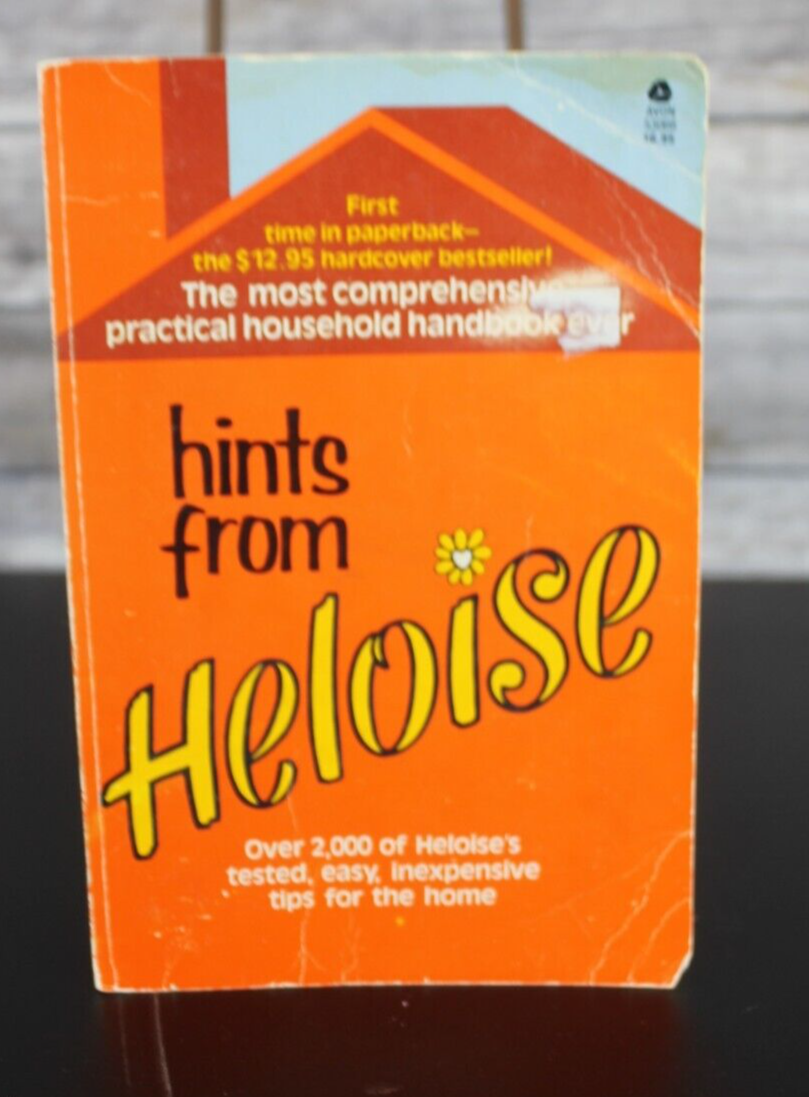 AVON
First
time in paperback—
the $12.95 hardcover bestseller!
The most comprehensive
practical household handbook ever
hints
from
Heloise
Over 2,000 of Heloise's
tested, easy, inexpensive
tips for the home